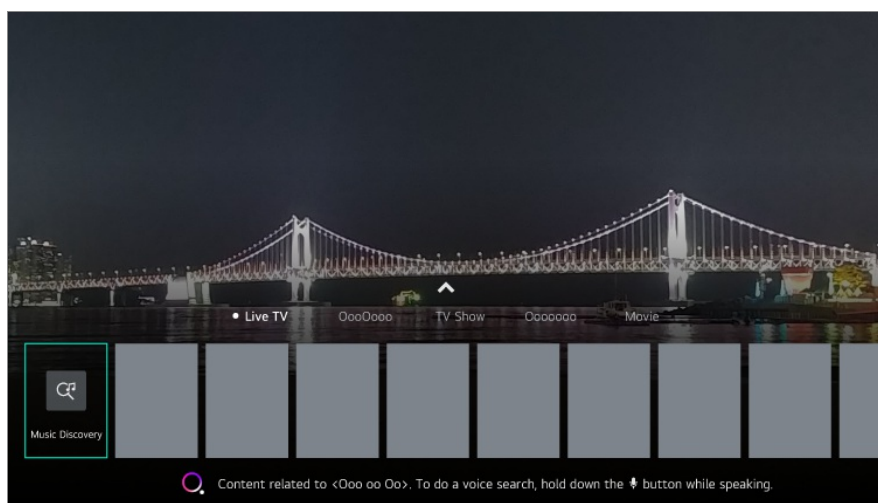 Live TV
OooOooo
TV Show
Ooooooo
Movie
Music Discovery
Content related to <Ooo oo Oo>. To do a voice search, hold down the button while speaking.